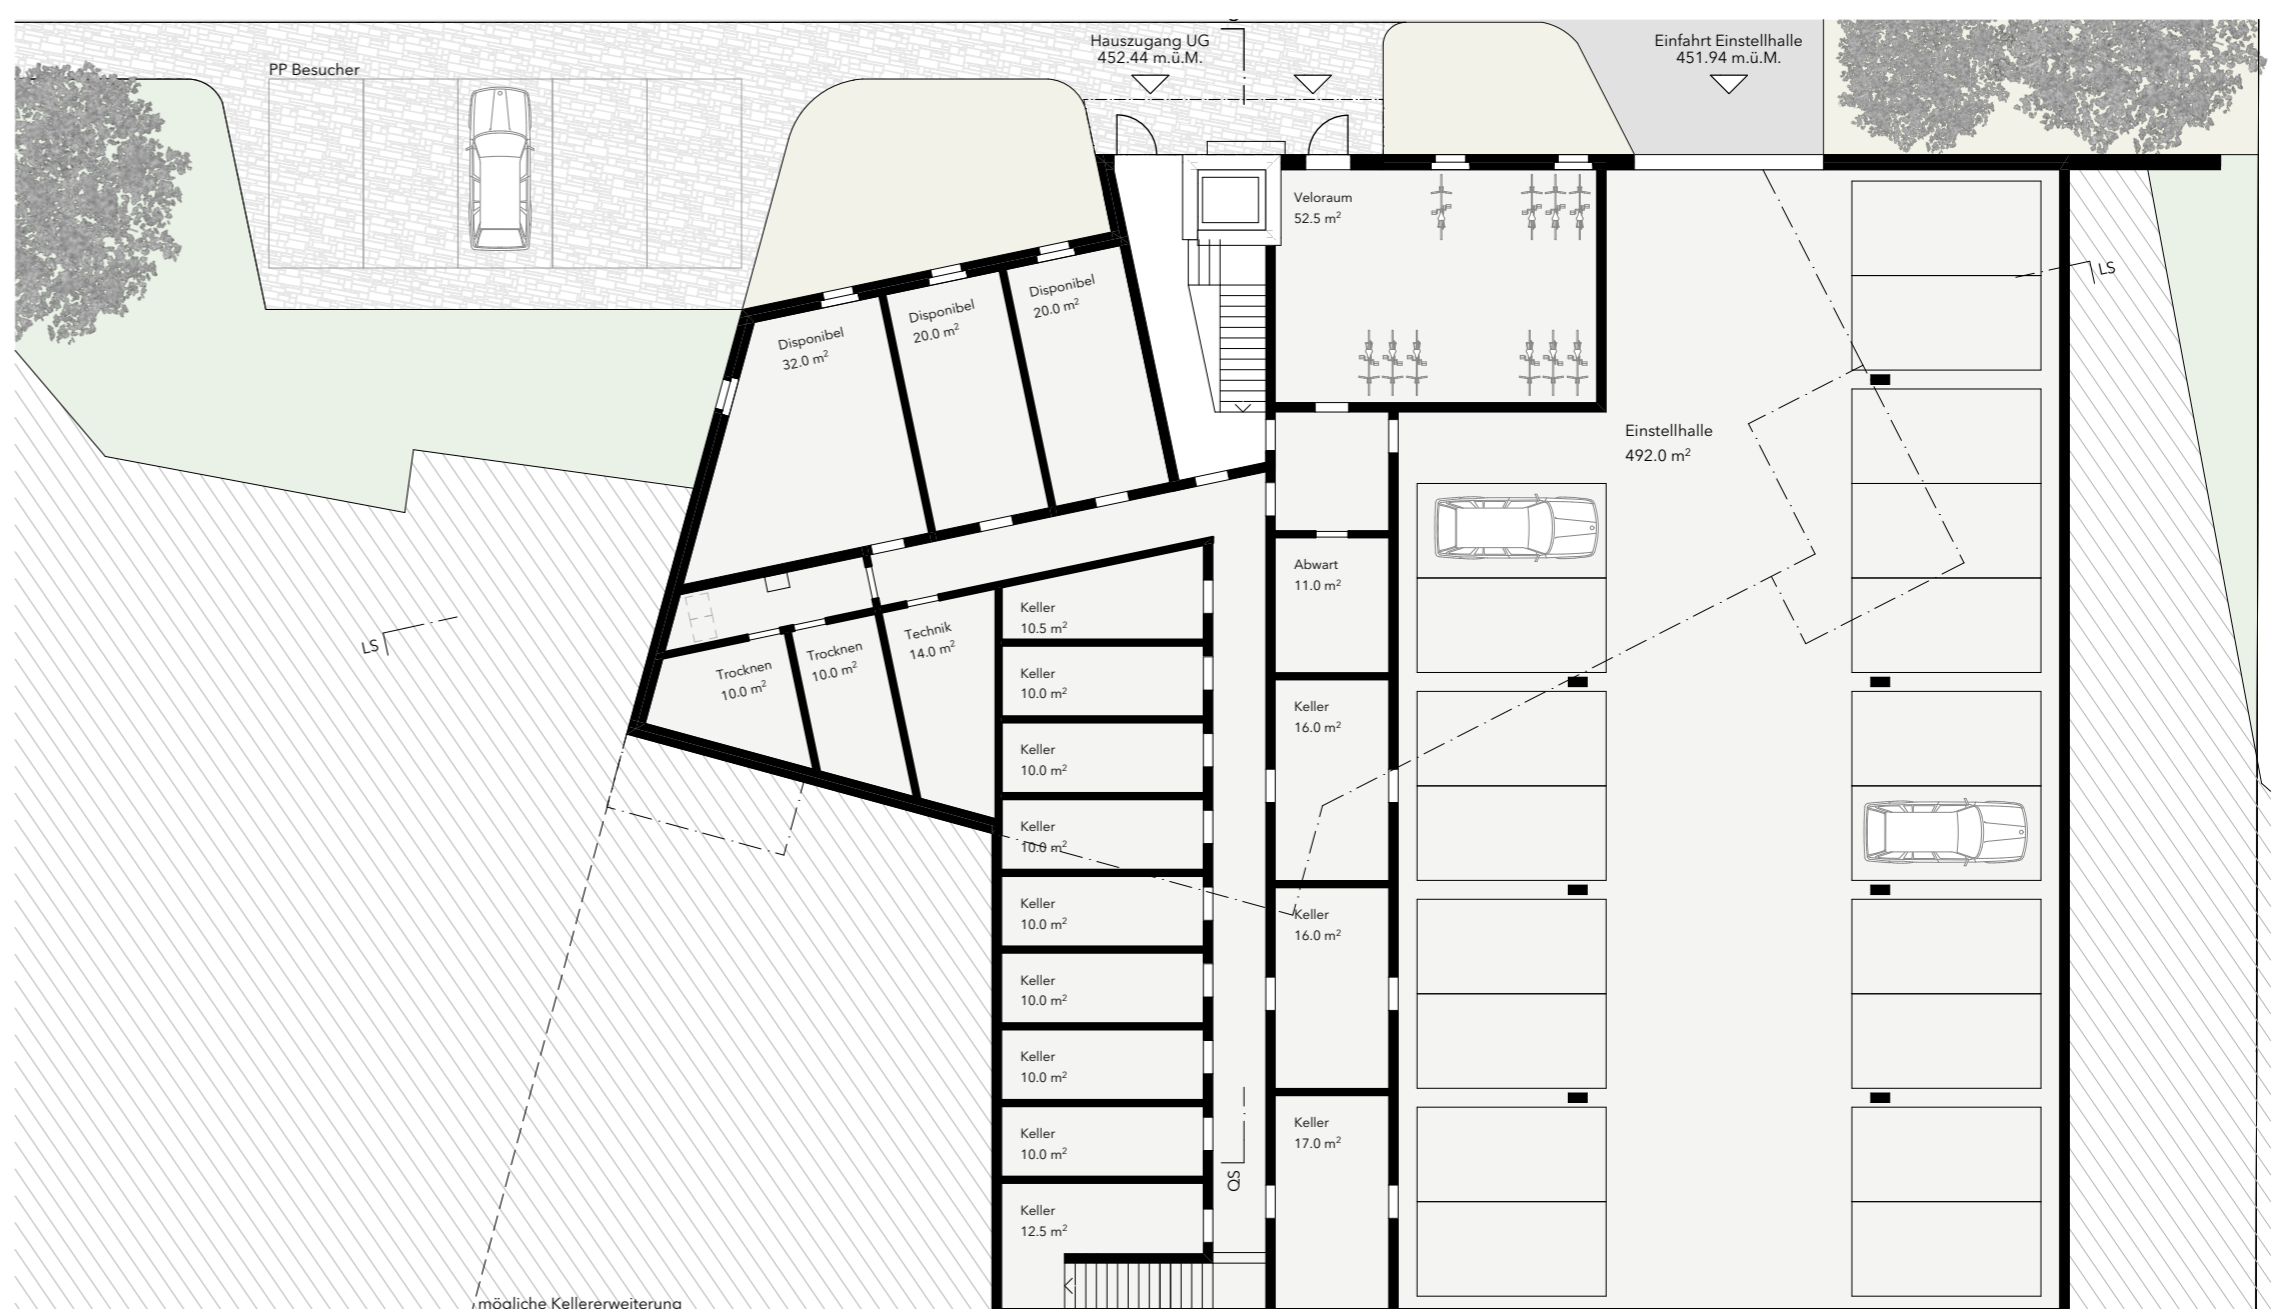 PP Besucher
Hauszugang UG
452.44 m.ü.M.
Einfahrt Einstellhalle
451.94 m.ü.M.
Veloraum
52.5 m²
LS
Disponibel
32.0 m²
Disponibel
20.0 m²
Disponibel
20.0 m²
Einstellhalle
492.0 m²
Abwart
11.0 m²
LS
Trocknen
10.0 m²
Trocknen
10.0 m²
Technik
14.0 m²
Keller
10.5 m²
Keller
10.0 m²
Keller
10.0 m²
Keller
10.0 m²
Keller
10.0 m²
Keller
10.0 m²
Keller
10.0 m²
Keller
10.0 m²
Keller
12.5 m²
Keller
16.0 m²
Keller
16.0 m²
Keller
17.0 m²
QS
mögliche Kellererweiterung